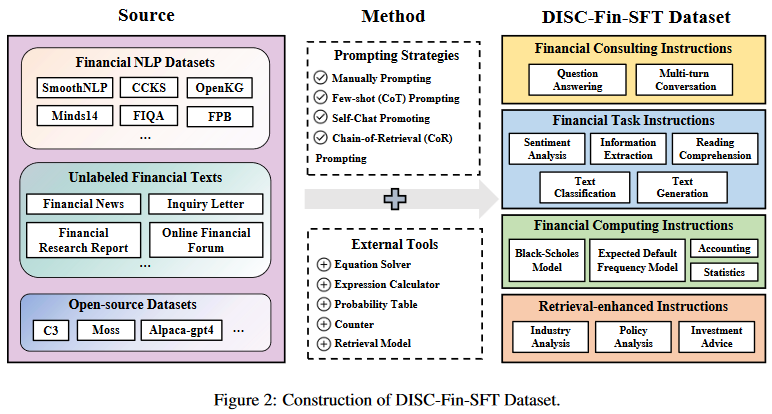 Source
Financial NLP Datasets
SmoothNLP
CCKS
OpenKG
Minds14
FIQA
FPB
...
Unlabeled Financial Texts
Financial News
Inquiry Letter
Financial
Research Report
Online Financial
Forum
...
Open-source Datasets
C3
Moss
Alpaca-gpt4
...
Method
Prompting Strategies
Manually Prompting
Few-shot (CoT) Prompting
Self-Chat Promoting
Chain-of-Retrieval (CoR)
Prompting
External Tools
Equation Solver
Expression Calculator
Probability Table
Counter
Retrieval Model
DISC-Fin-SFT Dataset
Financial Consulting Instructions
Question
Answering
Multi-turn
Conversation
Financial Task Instructions
Sentiment
Analysis
Information
Extraction
Reading
Comprehension
Text
Classification
Text
Generation
Financial Computing Instructions
Black-Scholes
Model
Expected Default
Frequency Model
Accounting
Statistics
Retrieval-enhanced Instructions
Industry
Analysis
Policy
Analysis
Investment
Advice
Figure 2: Construction of DISC-Fin-SFT Dataset.